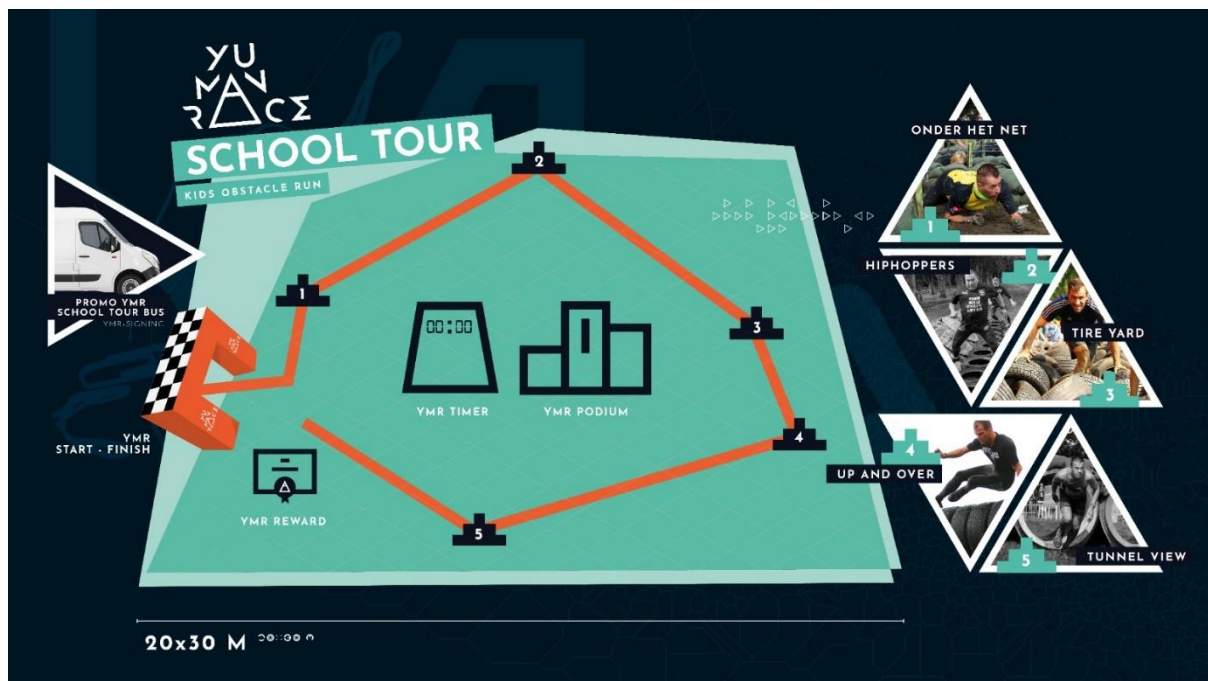 YU
MAN
RACE
SCHOOL TOUR
KIDS OBSTACLE RUN
PROMO YMR
SCHOOL TOUR BUS
YMR-SIGNING
YMR
START - FINISH
1
2
3
4
5
00:00
YMR TIMER
YMR PODIUM
YMR REWARD
ONDER HET NET
1
HIPHOPPERS
2
TIRE YARD
3
4
UP AND OVER
5
TUNNEL VIEW
20x30 M